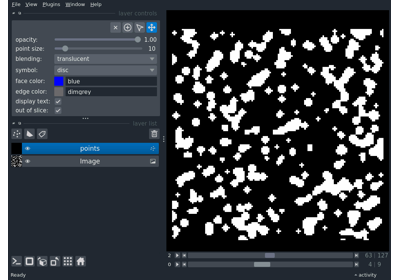 File View Plugins Window Help
layer controls
opacity: 1.00
point size: 10
blending: translucent
symbol: disc
face color: blue
edge color: dimgrey
display text:
out of slice:
layer list
points
Image
2 63 | 127
0 4 | 9
Ready
activity